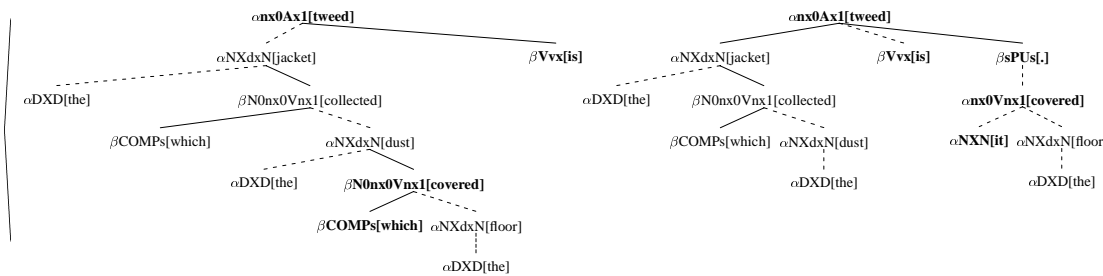 αnx0Ax1[tweed] αnx0Ax1[tweed]
αNXdxN[jacket] βVvx[is] αNXdxN[jacket] βVvx[is] βsPUs[.]
αDXD[the] βN0nx0Vnx1[collected] αDXD[the] βN0nx0Vnx1[collected] αnx0Vnx1[covered]
βCOMPs[which] αNXdxN[dust] βCOMPs[which] αNXdxN[dust] αNXN[it] αNXdxN[floor
αDXD[the] βN0nx0Vnx1[covered] αDXD[the] αDXD[the]
βCOMPs[which] αNXdxN[floor]
αDXD[the]